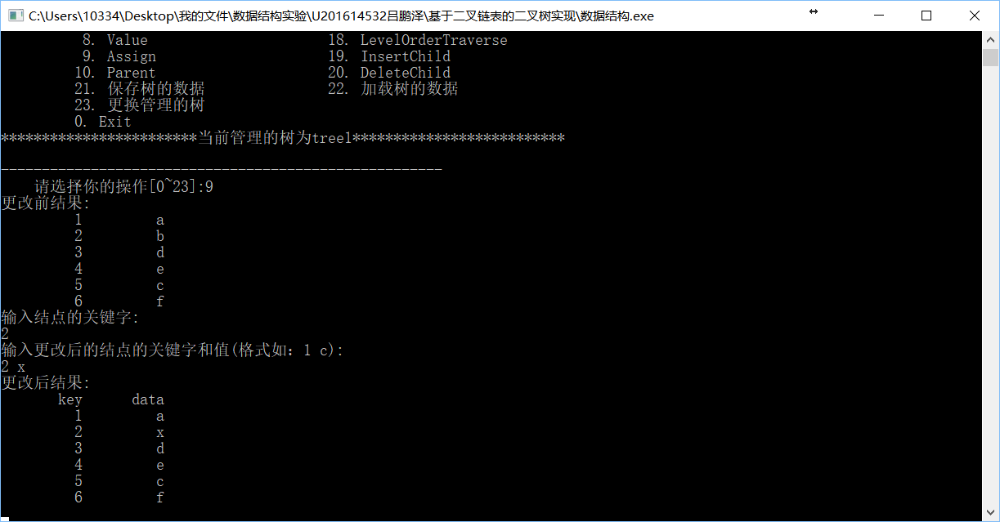 C:\Users\10334\Desktop\我的文件\数据结构实验\U201614532吕鹏泽\基于二叉链表的二叉树实现\数据结构.exe
8. Value 18. LevelOrderTraverse
9. Assign 19. InsertChild
10. Parent 20. DeleteChild
21. 保存树的数据 22. 加载树的数据
23. 更换管理的树
0. Exit
************************当前管理的树为tree1**************************
------------------------------------------------------
请选择你的操作[0~23]:9
更改前结果:
1 a
2 b
3 d
4 e
5 c
6 f
输入结点的关键字:
2
输入更改后的结点的关键字和值(格式如: 1 c):
2 x
更改后结果:
key data
1 a
2 x
3 d
4 e
5 c
6 f